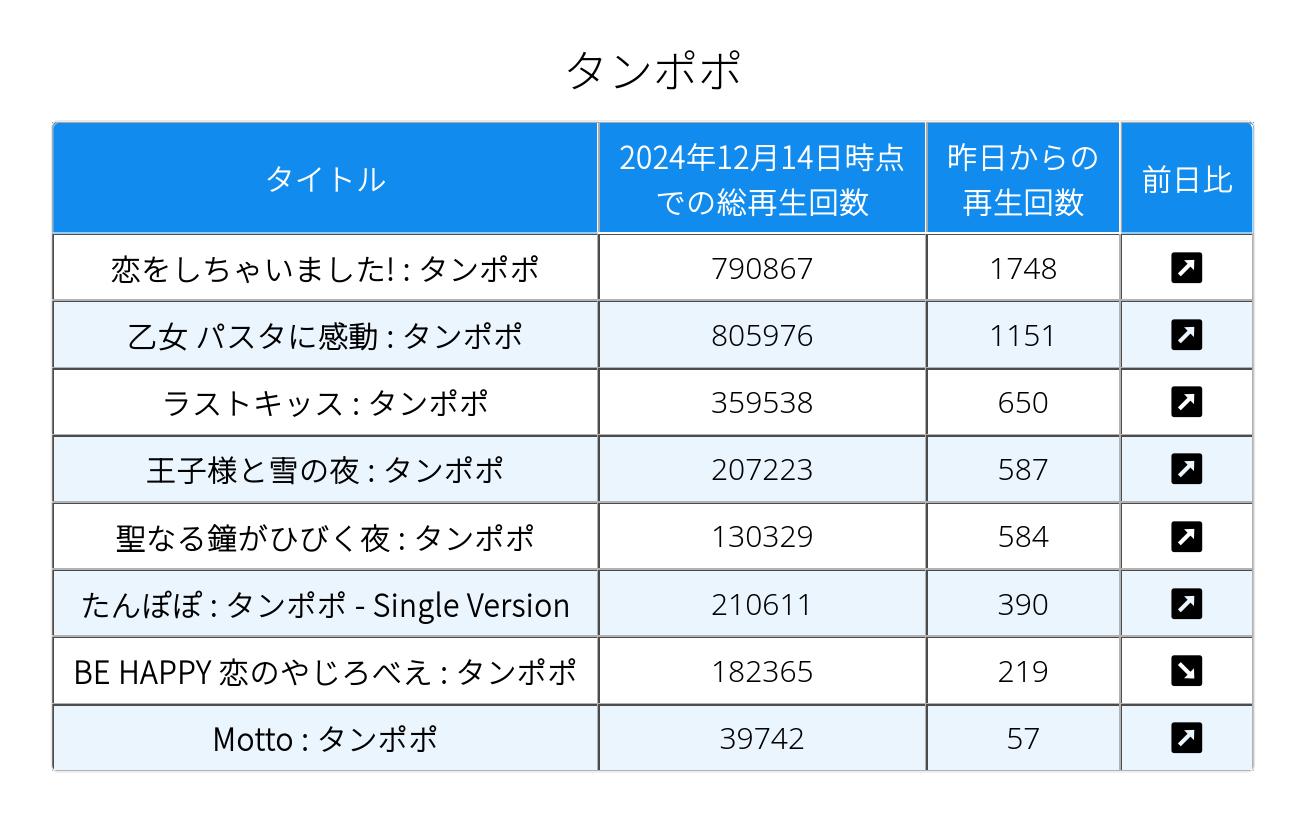 タンポポ
タイトル
2024年12月14日時点
での総再生回数
昨日からの
再生回数
前日比
恋をしちゃいました! : タンポポ 790867 1748
乙女 パスタに感動 : タンポポ 805976 1151
ラストキッス : タンポポ 359538 650
王子様と雪の夜 : タンポポ 207223 587
聖なる鐘がひびく夜 : タンポポ 130329 584
たんぽぽ : タンポポ - Single Version 210611 390
BE HAPPY 恋のやじろべえ : タンポポ 182365 219
Motto : タンポポ 39742 57